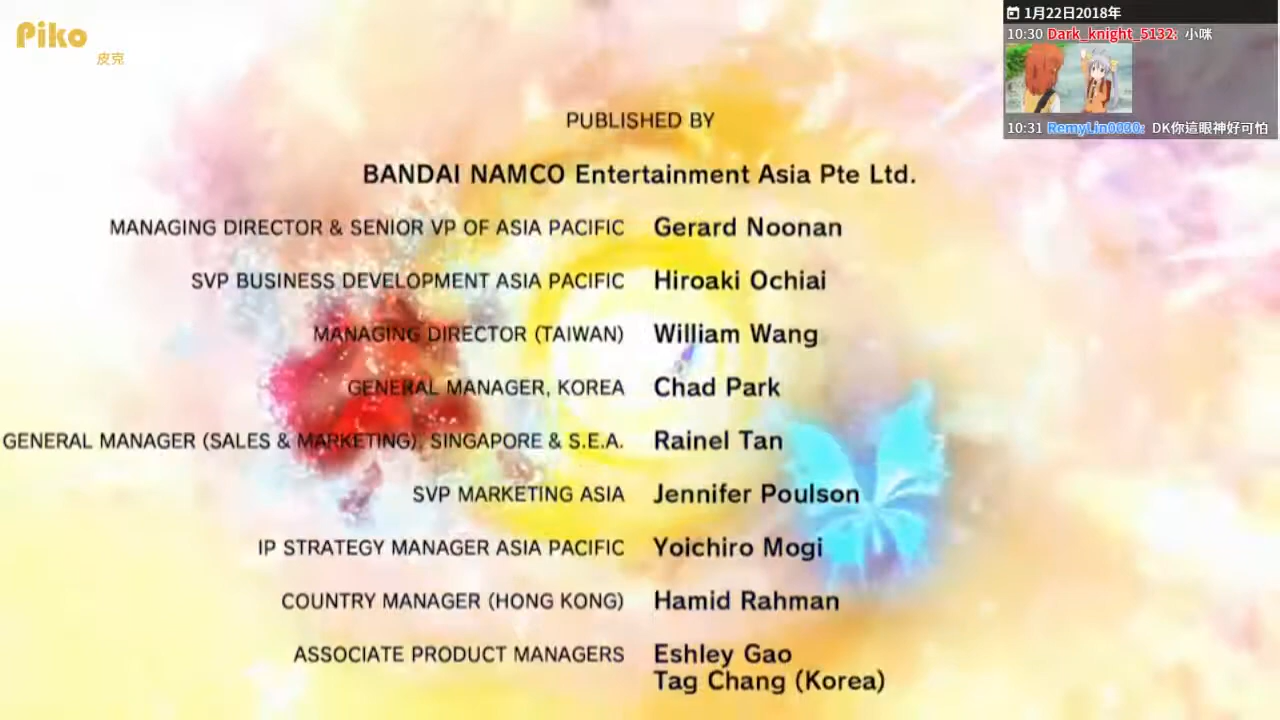 Piko
皮克
1月22日2018年
10:30 Dark_knight_5132: 小咪
10:31 RemyLin0030: DK你這眼神好可怕
PUBLISHED BY
BANDAI NAMCO Entertainment Asia Pte Ltd.
MANAGING DIRECTOR & SENIOR VP OF ASIA PACIFIC Gerard Noonan
SVP BUSINESS DEVELOPMENT ASIA PACIFIC Hiroaki Ochiai
MANAGING DIRECTOR (TAIWAN) William Wang
GENERAL MANAGER, KOREA Chad Park
GENERAL MANAGER (SALES & MARKETING), SINGAPORE & S.E.A. Rainel Tan
SVP MARKETING ASIA Jennifer Poulson
IP STRATEGY MANAGER ASIA PACIFIC Yoichiro Mogi
COUNTRY MANAGER (HONG KONG) Hamid Rahman
ASSOCIATE PRODUCT MANAGERS Eshley Gao
Tag Chang (Korea)